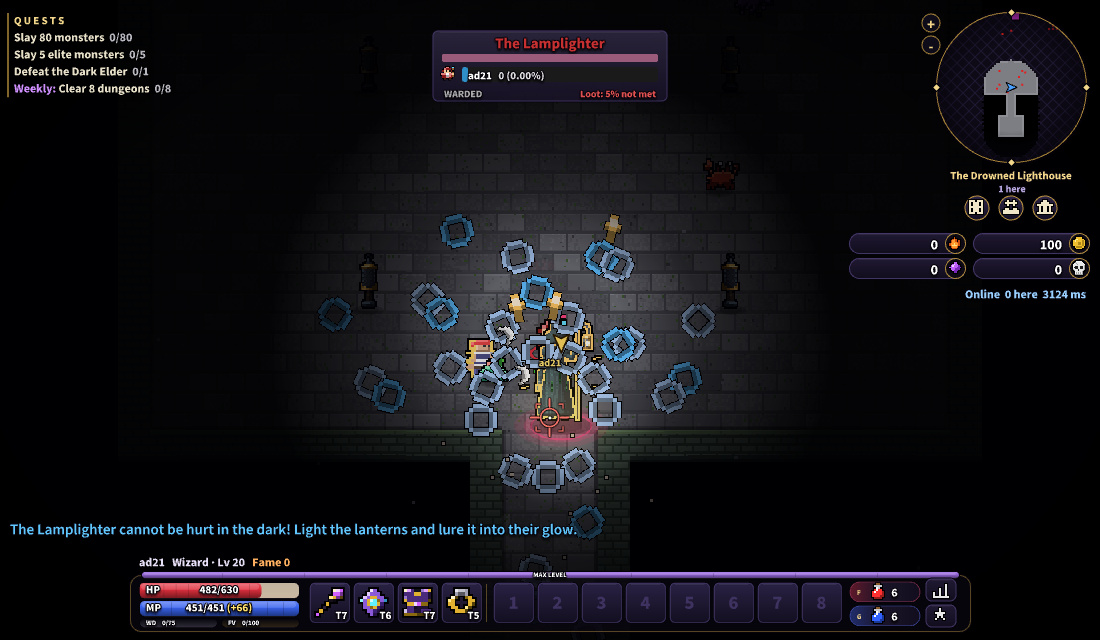 QUESTS
Slay 80 monsters 0/80
Slay 5 elite monsters 0/5
Defeat the Dark Elder 0/1
Weekly: Clear 8 dungeons 0/8
The Lamplighter
ad21 0 (0.00%)
WARDED Loot: 5% not met
+
-
The Drowned Lighthouse
1 here
0 100
0 0
Online 0 here 3124 ms
ad21
The Lamplighter cannot be hurt in the dark! Light the lanterns and lure it into their glow.
ad21 Wizard · Lv 20 Fame 0
MAX LEVEL
HP 482/630
MP 451/451 (+66)
WD 0/75 FV 0/100
T7 T6 T7 T5
1 2 3 4 5 6 7 8
F 6
G 6